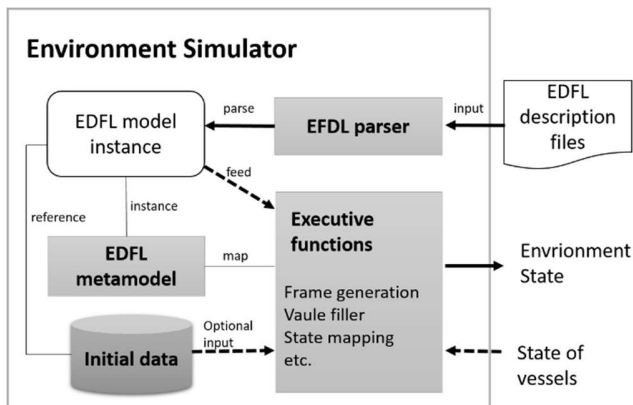 Environment Simulator
EDFL model
instance
parse
EFDL parser
input
EDFL
description
files
feed
reference
instance
EDFL
metamodel
map
Executive
functions
Frame generation
Vaule filler
State mapping
etc.
Envrionment
State
Initial data
Optional
input
State of
vessels